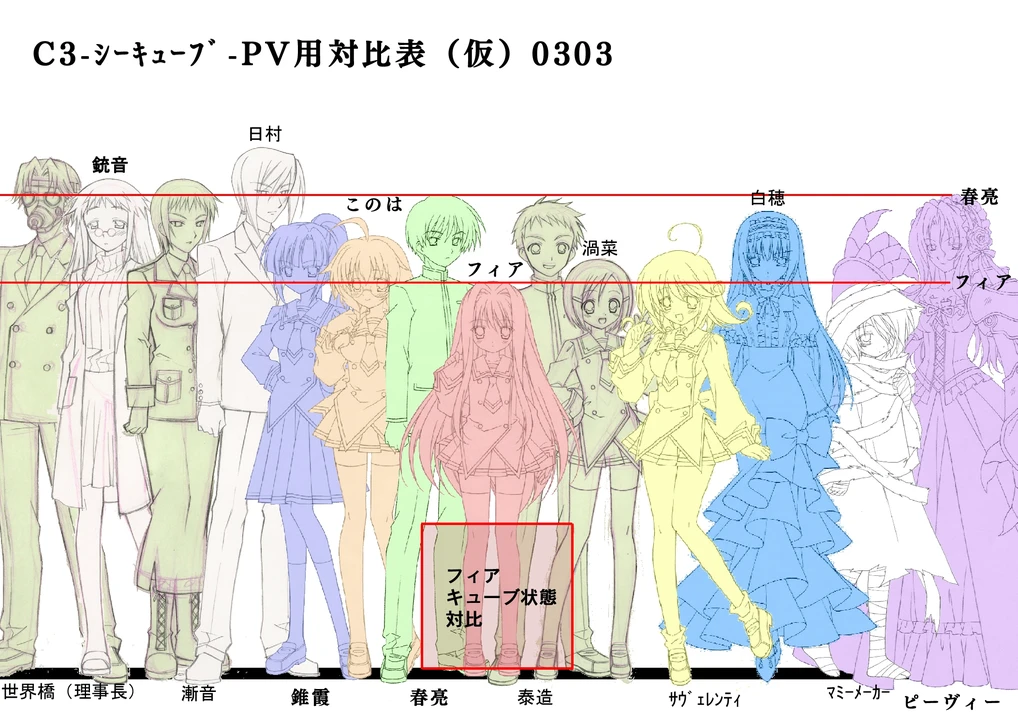 C3-ｼｰｷｭｰﾌﾞ-PV用対比表（仮）0303
日村
銃音
白穂
春亮
このは
渦菜
フィア
フィア
フィア
キューブ状態
対比
世界橋（理事長）
漸音
錐霞
春亮
泰造
ｻｳﾞｪﾚﾝﾃｨ
ﾏﾐｰﾒｰｶｰ
ピーヴィー